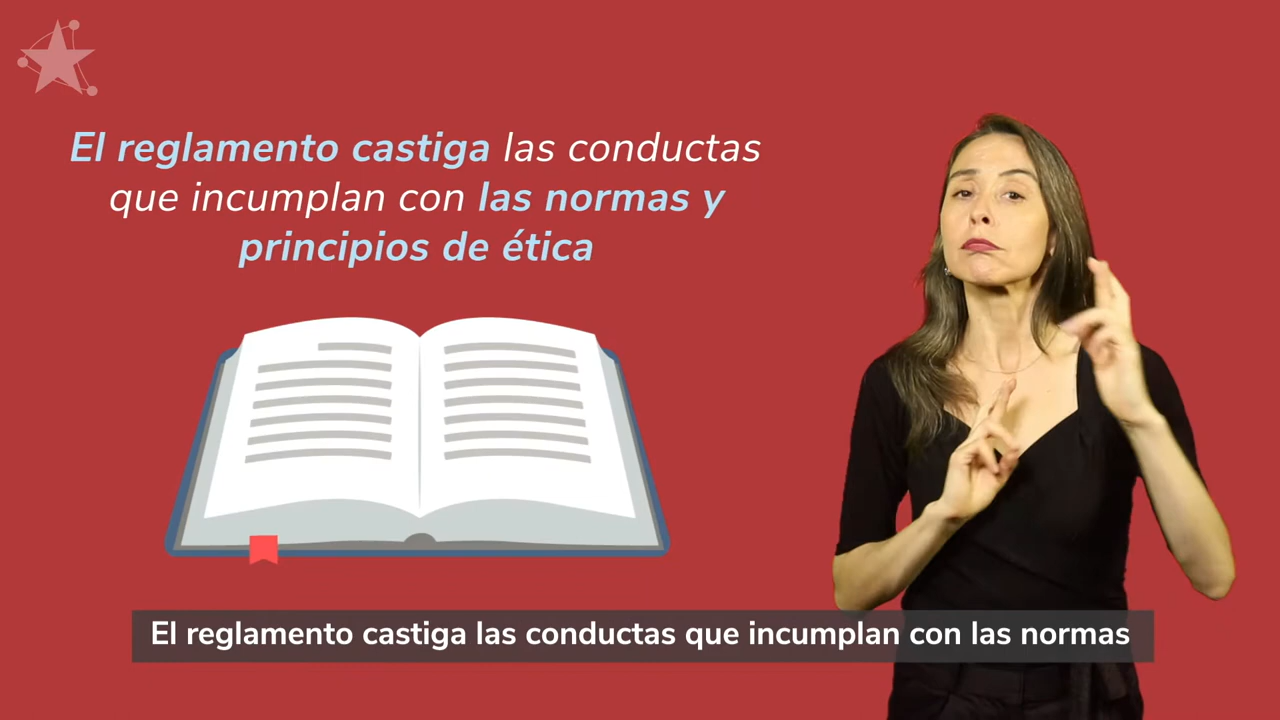 El reglamento castiga las conductas
que incumplan con las normas y
principios de ética
El reglamento castiga las conductas que incumplan con las normas